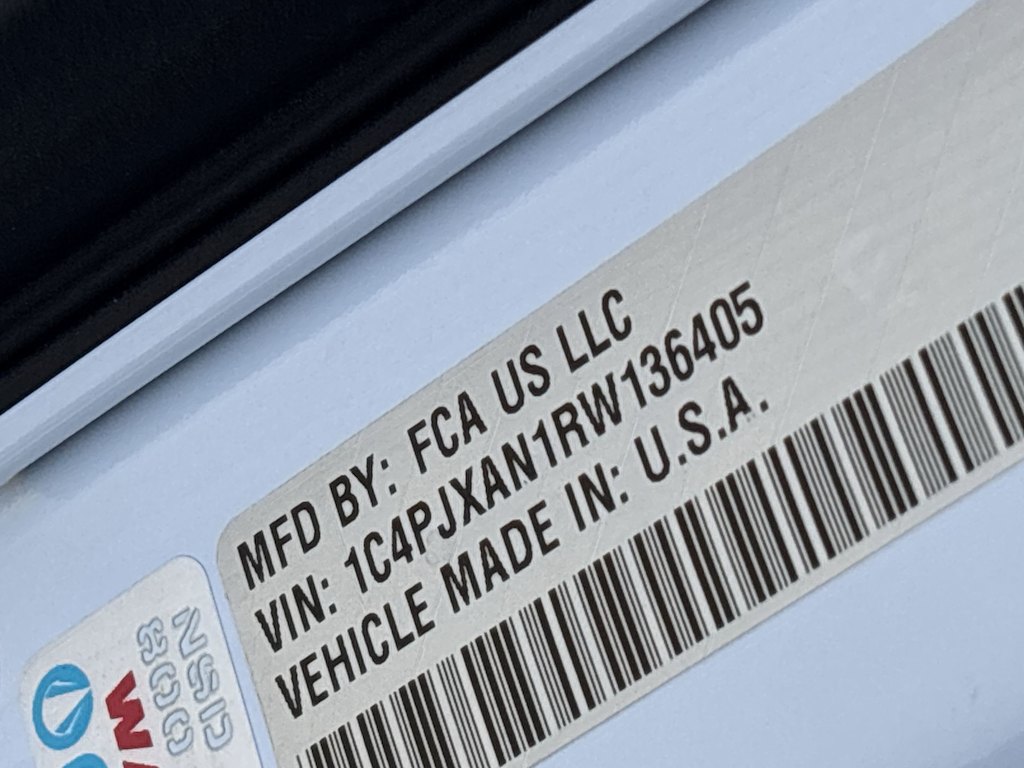 MFD BY: FCA US LLC
VIN: 1C4PJXAN1RW136405
VEHICLE MADE IN: U.S.A.